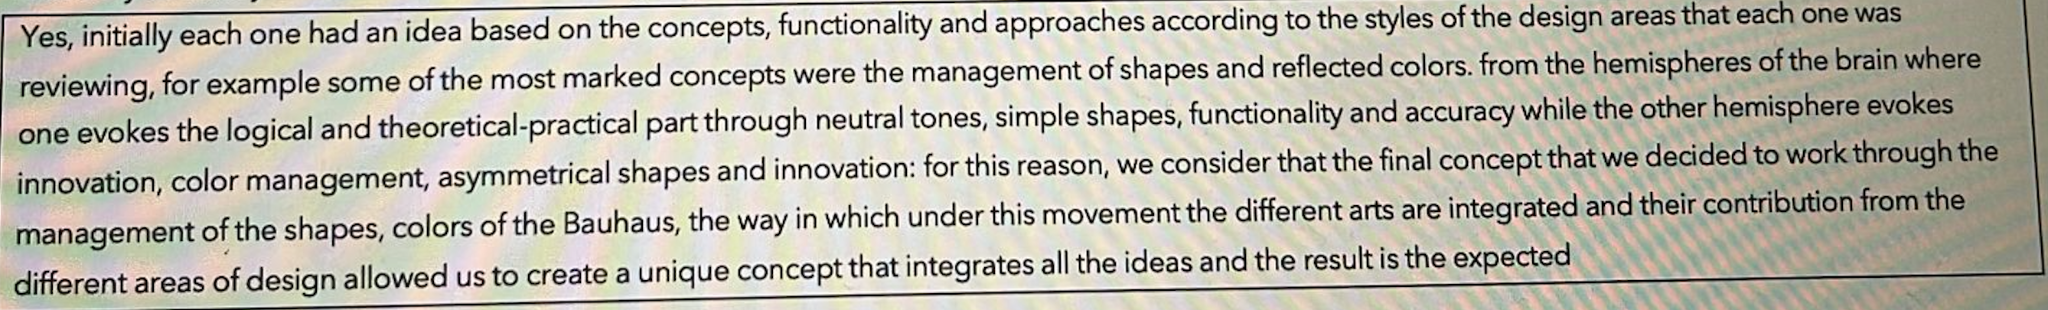 Yes, initially each one had an idea based on the concepts, functionality and approaches according to the styles of the design areas that each one was
reviewing, for example some of the most marked concepts were the management of shapes and reflected colors. from the hemispheres of the brain where
one evokes the logical and theoretical-practical part through neutral tones, simple shapes, functionality and accuracy while the other hemisphere evokes
innovation, color management, asymmetrical shapes and innovation: for this reason, we consider that the final concept that we decided to work through the
management of the shapes, colors of the Bauhaus, the way in which under this movement the different arts are integrated and their contribution from the
different areas of design allowed us to create a unique concept that integrates all the ideas and the result is the expected